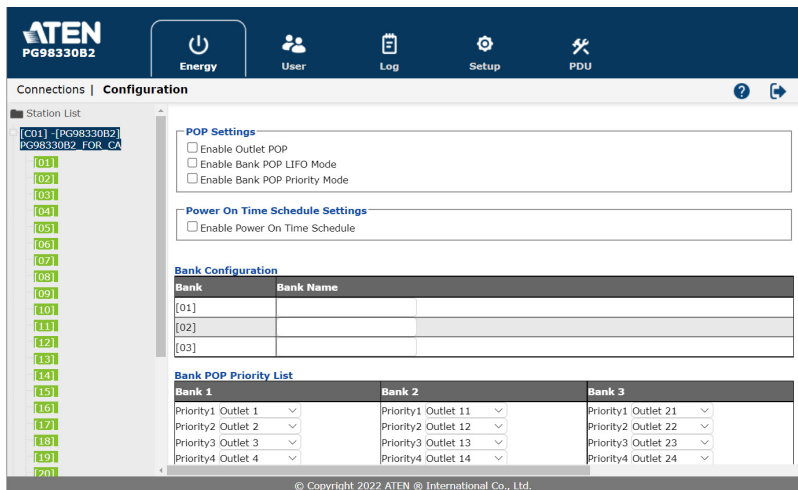 ATEN
PG98330B2
Energy
User
Log
Setup
PDU
Connections | Configuration
Station List
[C01] -[PG98330B2]
PG98330B2_FOR_CA
[01]
[02]
[03]
[04]
[05]
[06]
[07]
[08]
[09]
[10]
[11]
[12]
[13]
[14]
[15]
[16]
[17]
[18]
[19]
[20]
POP Settings
Enable Outlet POP
Enable Bank POP LIFO Mode
Enable Bank POP Priority Mode
Power On Time Schedule Settings
Enable Power On Time Schedule
Bank Configuration
Bank Bank Name
[01]
[02]
[03]
Bank POP Priority List
Bank 1 Bank 2 Bank 3
Priority1 Outlet 1 Priority1 Outlet 11 Priority1 Outlet 21
Priority2 Outlet 2 Priority2 Outlet 12 Priority2 Outlet 22
Priority3 Outlet 3 Priority3 Outlet 13 Priority3 Outlet 23
Priority4 Outlet 4 Priority4 Outlet 14 Priority4 Outlet 24
© Copyright 2022 ATEN ® International Co., Ltd.